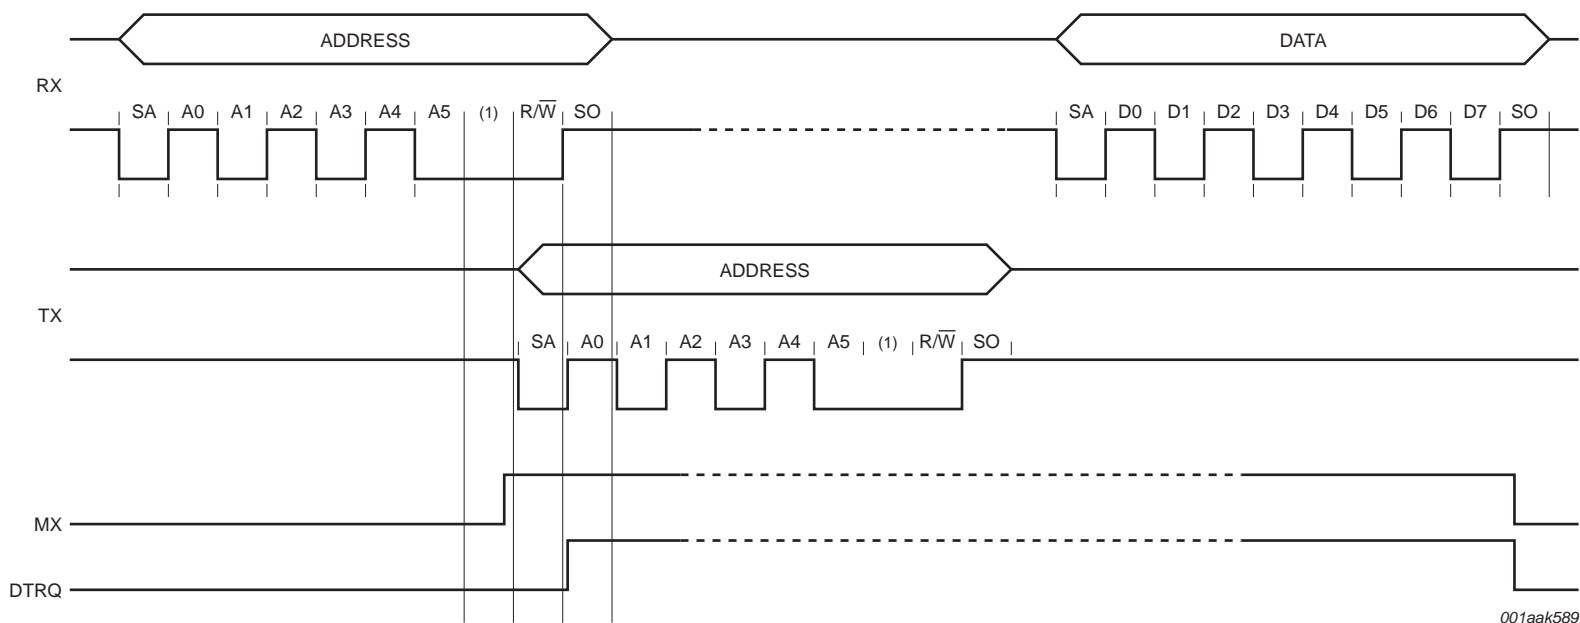 ADDRESS DATA
RX
SA A0 A1 A2 A3 A4 A5 (1) R/W̅ SO SA D0 D1 D2 D3 D4 D5 D6 D7 SO
ADDRESS
TX
SA A0 A1 A2 A3 A4 A5 (1) R/W̅ SO
MX
DTRQ
001aak589